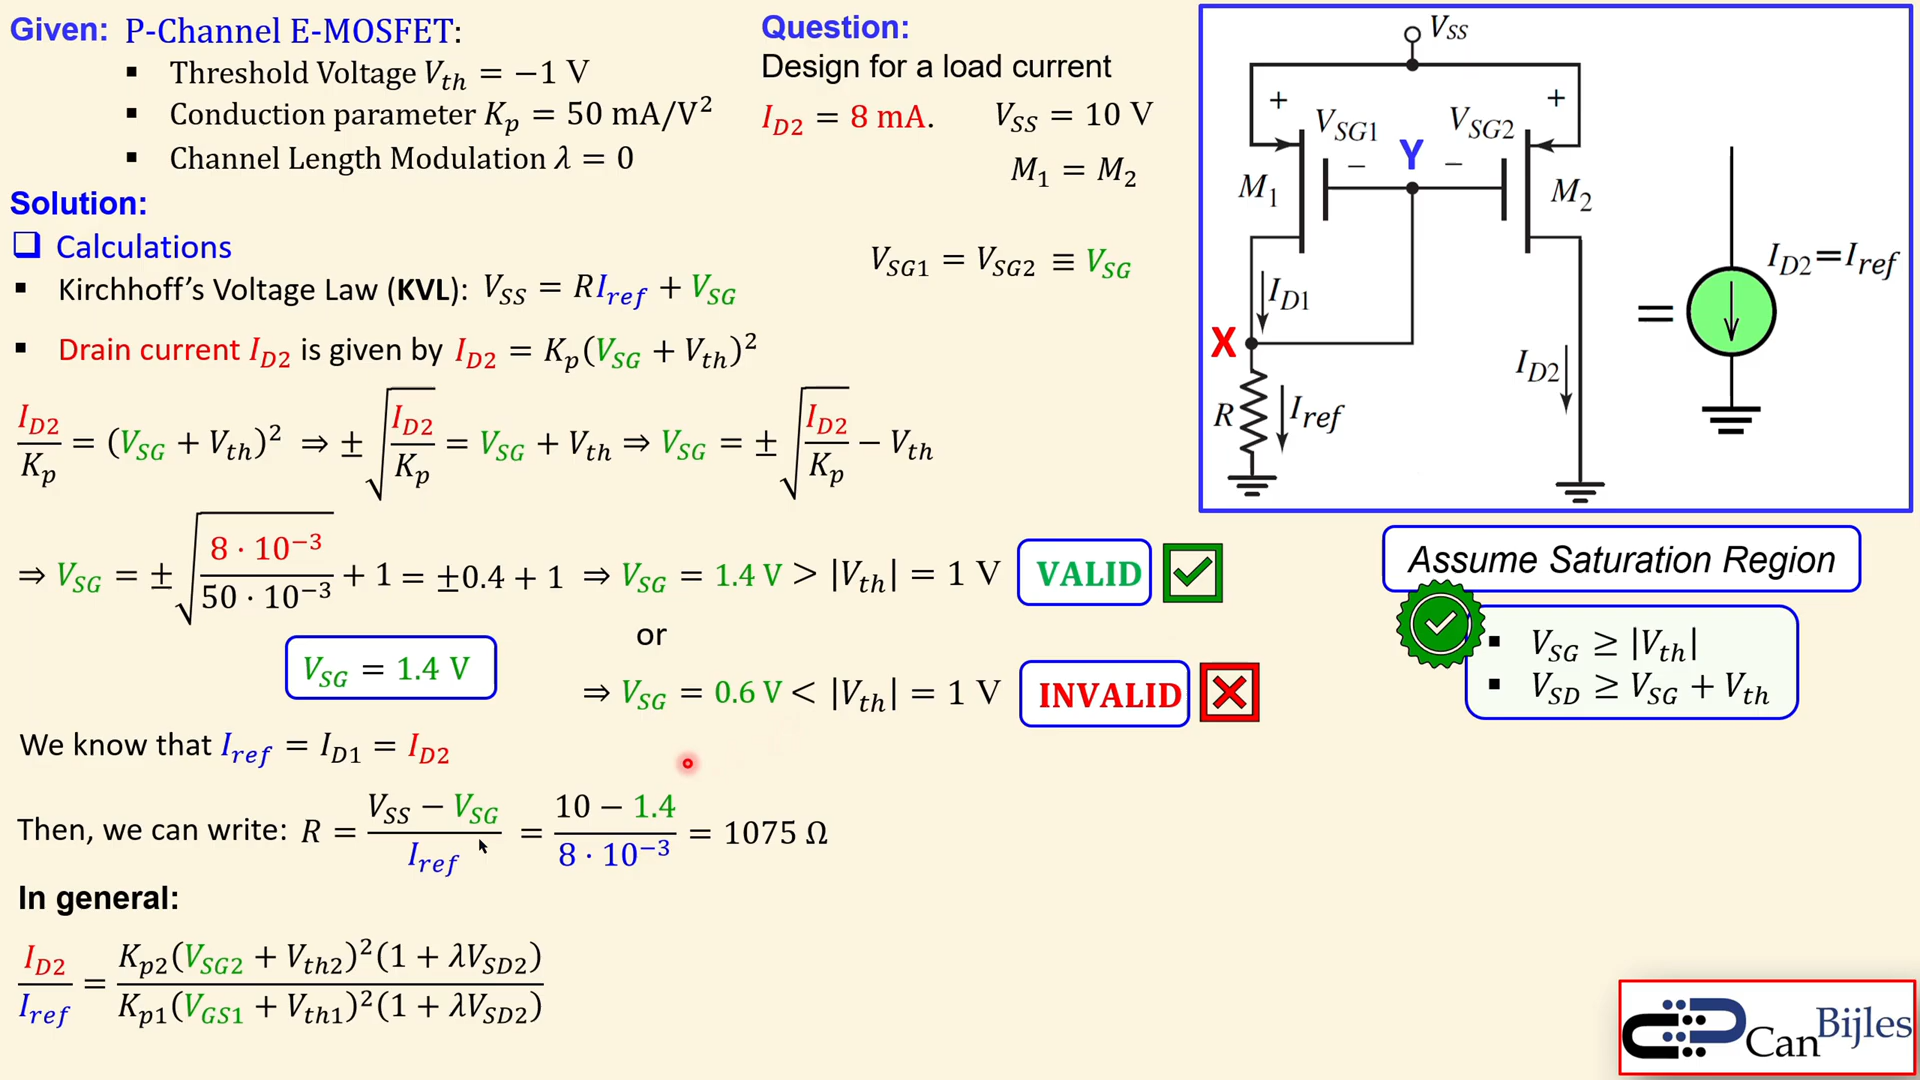 Given: P-Channel E-MOSFET:
▪ Threshold Voltage V_th = −1 V
▪ Conduction parameter K_p = 50 mA/V²
▪ Channel Length Modulation λ = 0
Question:
Design for a load current
I_D2 = 8 mA. V_SS = 10 V
M_1 = M_2
Solution:
❑ Calculations
V_SG1 = V_SG2 ≡ V_SG
▪ Kirchhoff's Voltage Law (KVL): V_SS = RI_ref + V_SG
▪ Drain current I_D2 is given by I_D2 = K_p(V_SG + V_th)²
I_D2/K_p = (V_SG + V_th)² ⇒ ±√(I_D2/K_p) = V_SG + V_th ⇒ V_SG = ±√(I_D2/K_p) − V_th
⇒ V_SG = ±√(8 · 10⁻³/50 · 10⁻³) + 1 = ±0.4 + 1 ⇒ V_SG = 1.4 V > |V_th| = 1 V VALID
or
V_SG = 1.4 V
⇒ V_SG = 0.6 V < |V_th| = 1 V INVALID
We know that I_ref = I_D1 = I_D2
Then, we can write: R = (V_SS − V_SG)/I_ref = (10 − 1.4)/(8 · 10⁻³) = 1075 Ω
In general:
I_D2/I_ref = K_p2(V_SG2 + V_th2)²(1 + λV_SD2)/K_p1(V_GS1 + V_th1)²(1 + λV_SD2)
V_SS
+ +
V_SG1 V_SG2
− Y −
M_1 M_2
I_D1
X
R I_ref
I_D2
=
I_D2=I_ref
Assume Saturation Region
▪ V_SG ≥ |V_th|
▪ V_SD ≥ V_SG + V_th
CanBijles